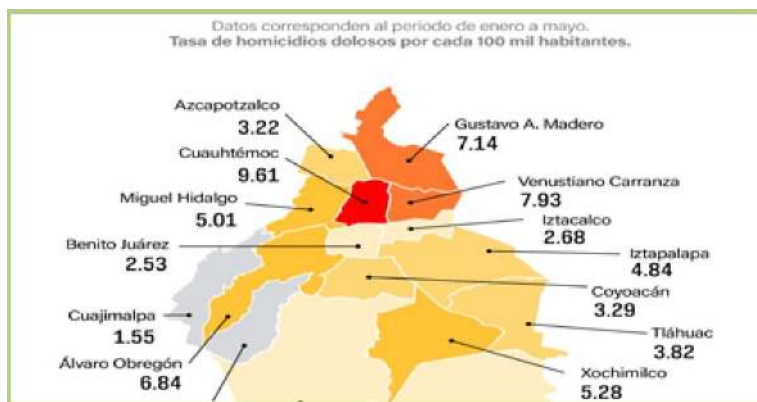 Datos corresponden al periodo de enero a mayo.
Tasa de homicidios dolosos por cada 100 mil habitantes.
Azcapotzalco
3.22
Gustavo A. Madero
7.14
Cuauhtémoc
9.61
Venustiano Carranza
7.93
Miguel Hidalgo
5.01
Iztacalco
2.68
Benito Juárez
2.53
Iztapalapa
4.84
Coyoacán
3.29
Cuajimalpa
1.55
Tláhuac
3.82
Álvaro Obregón
6.84
Xochimilco
5.28